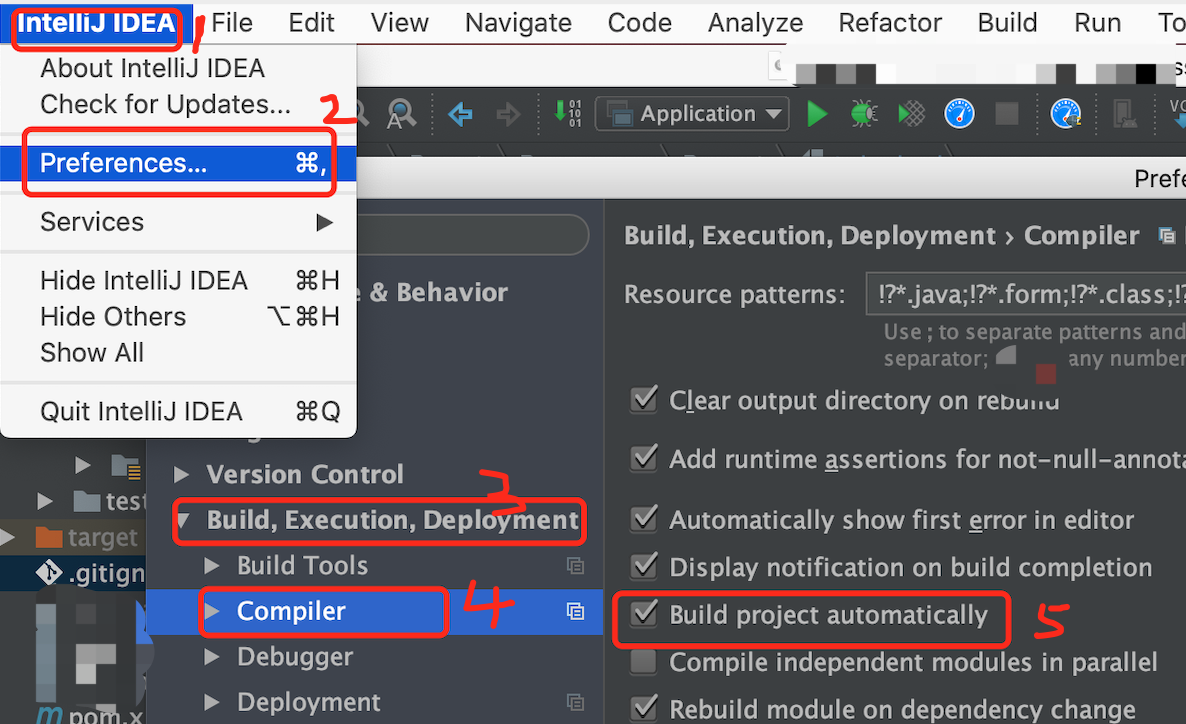 IntelliJ IDEA File Edit View Navigate Code Analyze Refactor Build Run To
1
About IntelliJ IDEA
Check for Updates...
2
Preferences... ⌘,
Services ▶
Hide IntelliJ IDEA ⌘H
Hide Others ⌥⌘H
Show All
Quit IntelliJ IDEA ⌘Q
Application
Prefe
& Behavior
Version Control
3
Build, Execution, Deployment
Build Tools
Compiler
4
Debugger
Deployment
test
target
.gitign
pom.x
Build, Execution, Deployment › Compiler
Resource patterns: !?*.java;!?*.form;!?*.class;!?
Use ; to separate patterns and
separator; any number
Clear output directory on rebuild
Add runtime assertions for not-null-annota
Automatically show first error in editor
Display notification on build completion
Build project automatically
5
Compile independent modules in parallel
Rebuild module on dependency change